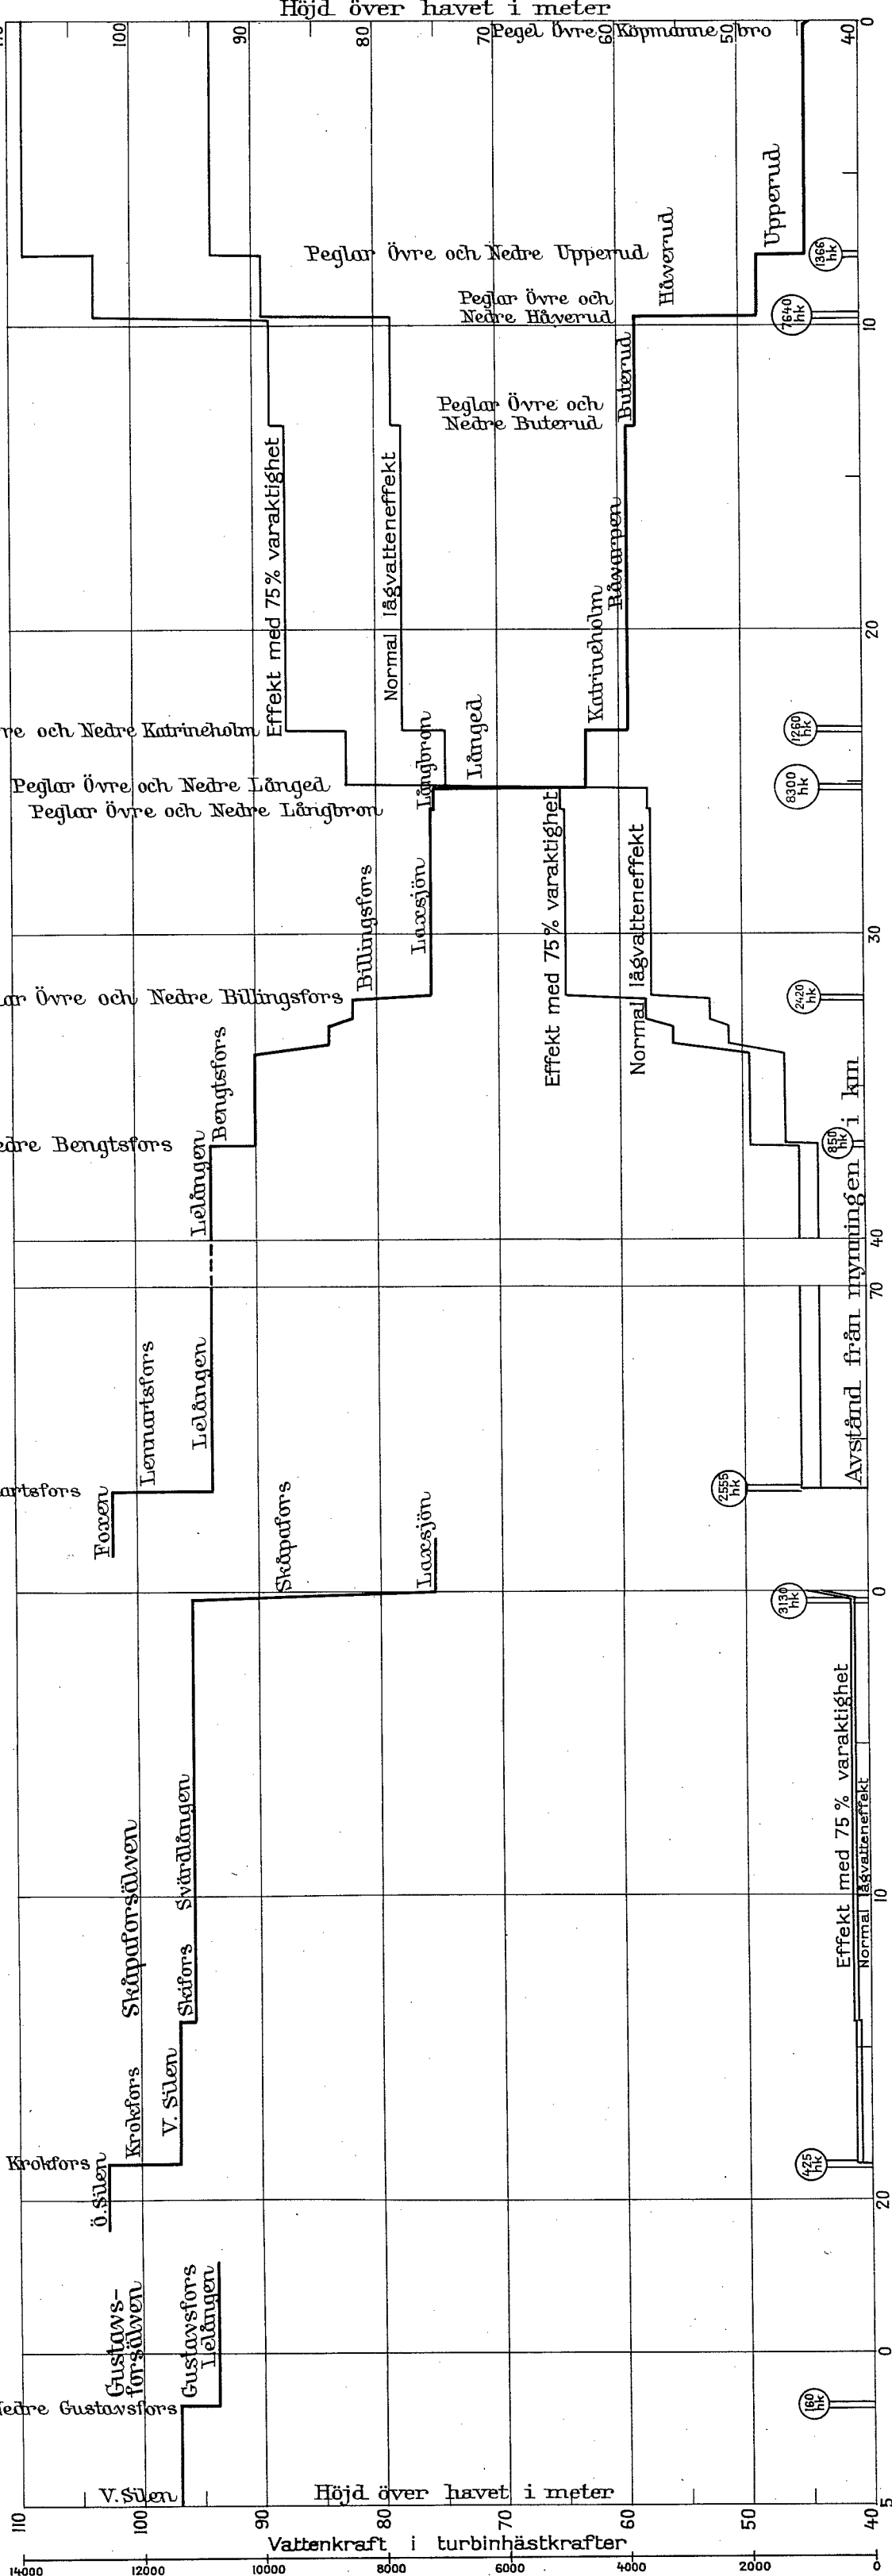 Höjd över havet i meter
100
90
80
70
60
50
40
0
Pegel Övre Köpmannebro
Upperud
Håverud
Peglar Övre och Nedre Upperud
1366
hk
Peglar Övre och
Nedre Håverud
7640
hk
10
Buterud
Peglar Övre och
Nedre Buterud
Effekt med 75% varaktighet
Normal lågvatteneffekt
Råvarpen
Katrineholm
20
re och Nedre Katrineholm
1260
hk
Långed
Långbron
Peglar Övre och Nedre Långed
8300
hk
Peglar Övre och Nedre Långbron
Effekt med 75% varaktighet
Normal lågvatteneffekt
Billingsfors
Laxsjön
30
ar Övre och Nedre Billingsfors
2420
hk
Bengtsfors
edre Bengtsfors
850
hk
Lelången
40
70
Avstånd från mynningen i km
Lennartsfors
Lelången
artsfors
Foxen
2555
hk
Skåpafors
Laxsjön
0
3130
hk
Effekt med 75% varaktighet
Normal lågvatteneffekt
Skåpaforsälven
Svärdlången
Skifors
10
V. Silen
Krokfors
Krokfors
Ö. Silen
425
hk
20
Gustavs-
forsälven
Gustavsfors
Lelången
0
Nedre Gustavsfors
160
hk
V. Silen
Höjd över havet i meter
110
100
90
80
70
60
50
40
5
Vattenkraft i turbinhästkrafter
14000
12000
10000
8000
6000
4000
2000
0